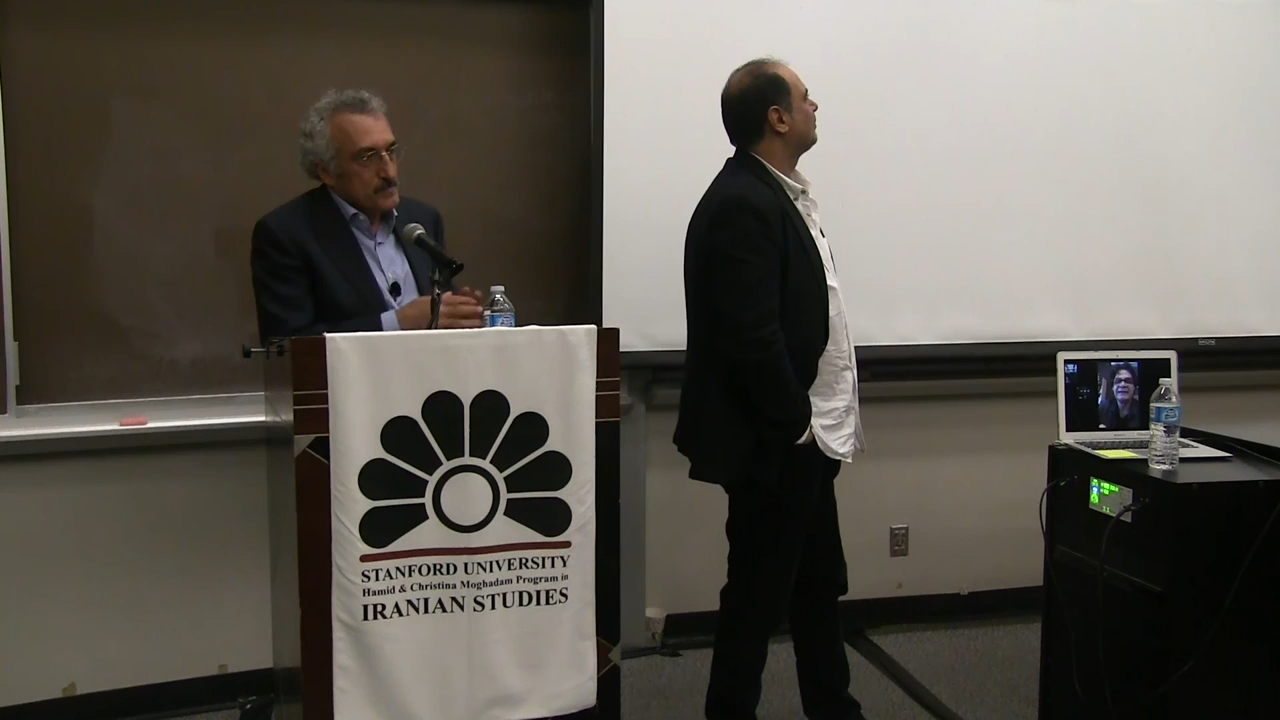 STANFORD UNIVERSITY
Hamid & Christina Moghadam Program in
IRANIAN STUDIES